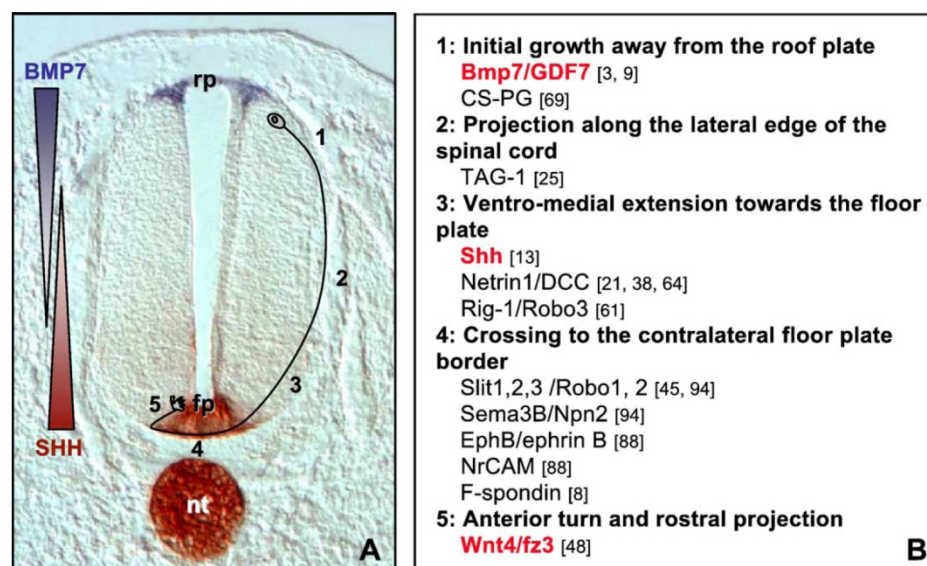 BMP7
rp
1
2
3
5
fp
4
SHH
nt
A
1: Initial growth away from the roof plate
Bmp7/GDF7 [3, 9]
CS-PG [69]
2: Projection along the lateral edge of the
spinal cord
TAG-1 [25]
3: Ventro-medial extension towards the floor
plate
Shh [13]
Netrin1/DCC [21, 38, 64]
Rig-1/Robo3 [61]
4: Crossing to the contralateral floor plate
border
Slit1,2,3 /Robo1, 2 [45, 94]
Sema3B/Npn2 [94]
EphB/ephrin B [88]
NrCAM [88]
F-spondin [8]
5: Anterior turn and rostral projection
Wnt4/fz3 [48]
B